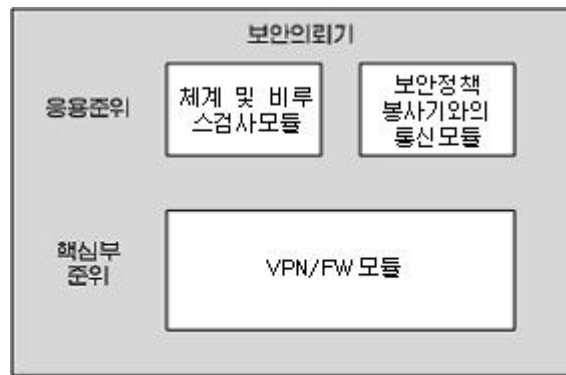 보안의뢰기
응용준위
체계 및 비루
스검사모듈
보안정책
봉사기와의
통신모듈
핵심부
준위
VPN/FW 모듈